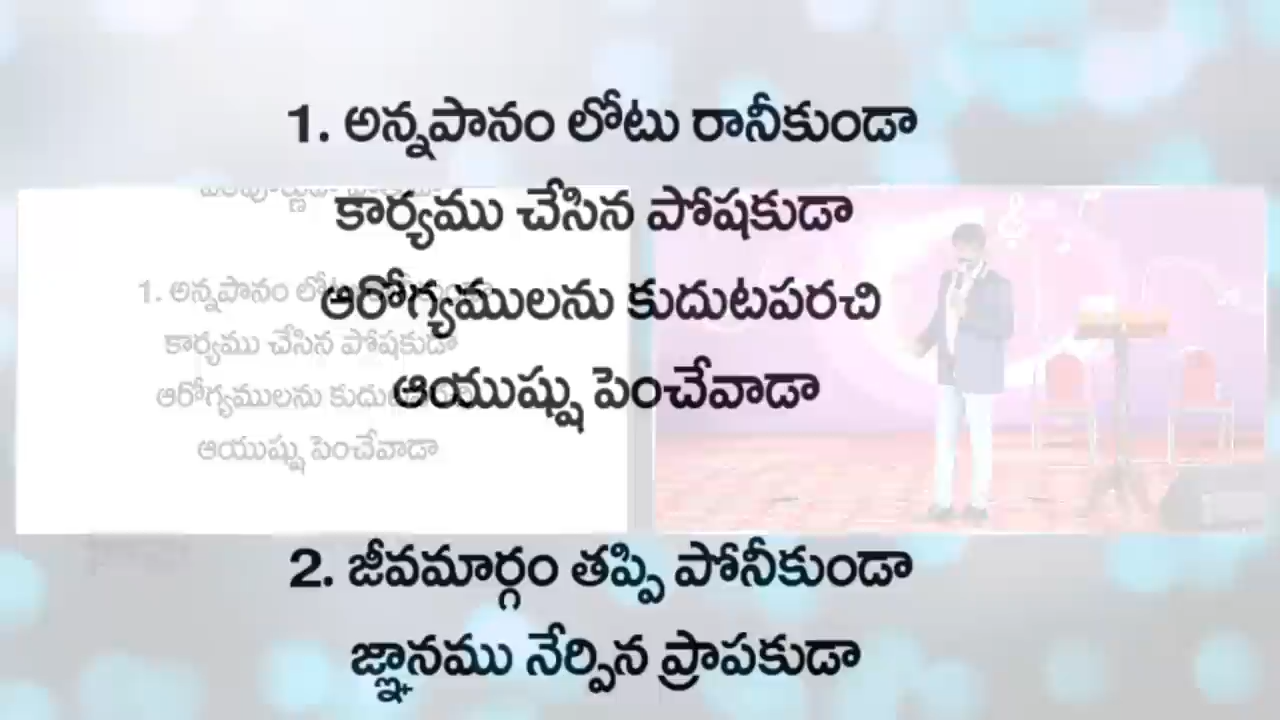 1. అన్నపానం లోటు రానీకుండా
కార్యము చేసిన పోషకుడా
ఆరోగ్యములను కుదుటపరచి
ఆయుష్షు పెంచేవాడా
2. జీవమార్గం తప్పి పోనీకుండా
జ్ఞానము నేర్పిన ప్రాపకుడా
1. అన్నపానం
కార్యము చేసిన పోషకుడా
ఆరోగ్యములను
ఆయుష్షు పెంచేవాడా